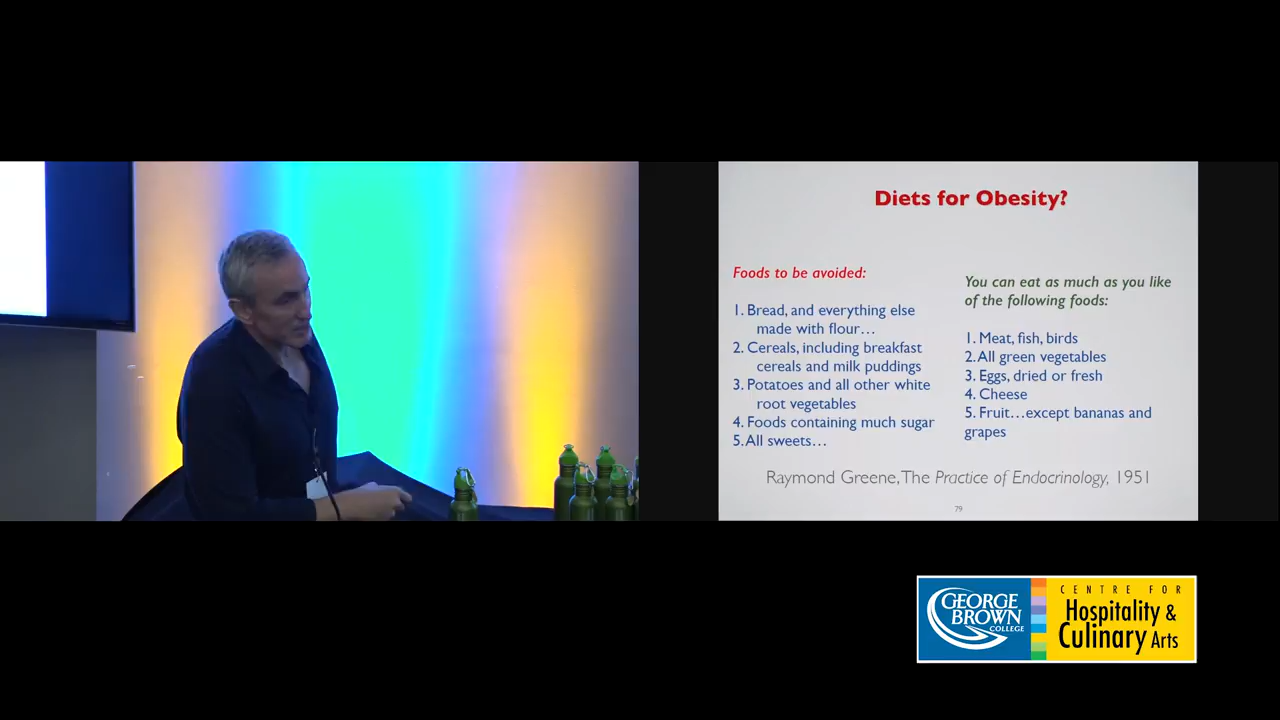 Diets for Obesity?
Foods to be avoided:
1. Bread, and everything else
made with flour…
2. Cereals, including breakfast
cereals and milk puddings
3. Potatoes and all other white
root vegetables
4. Foods containing much sugar
5. All sweets…
You can eat as much as you like
of the following foods:
1. Meat, fish, birds
2. All green vegetables
3. Eggs, dried or fresh
4. Cheese
5. Fruit…except bananas and
grapes
Raymond Greene, The Practice of Endocrinology, 1951
79
GEORGE
BROWN
COLLEGE
CENTRE FOR
Hospitality &
Culinary Arts